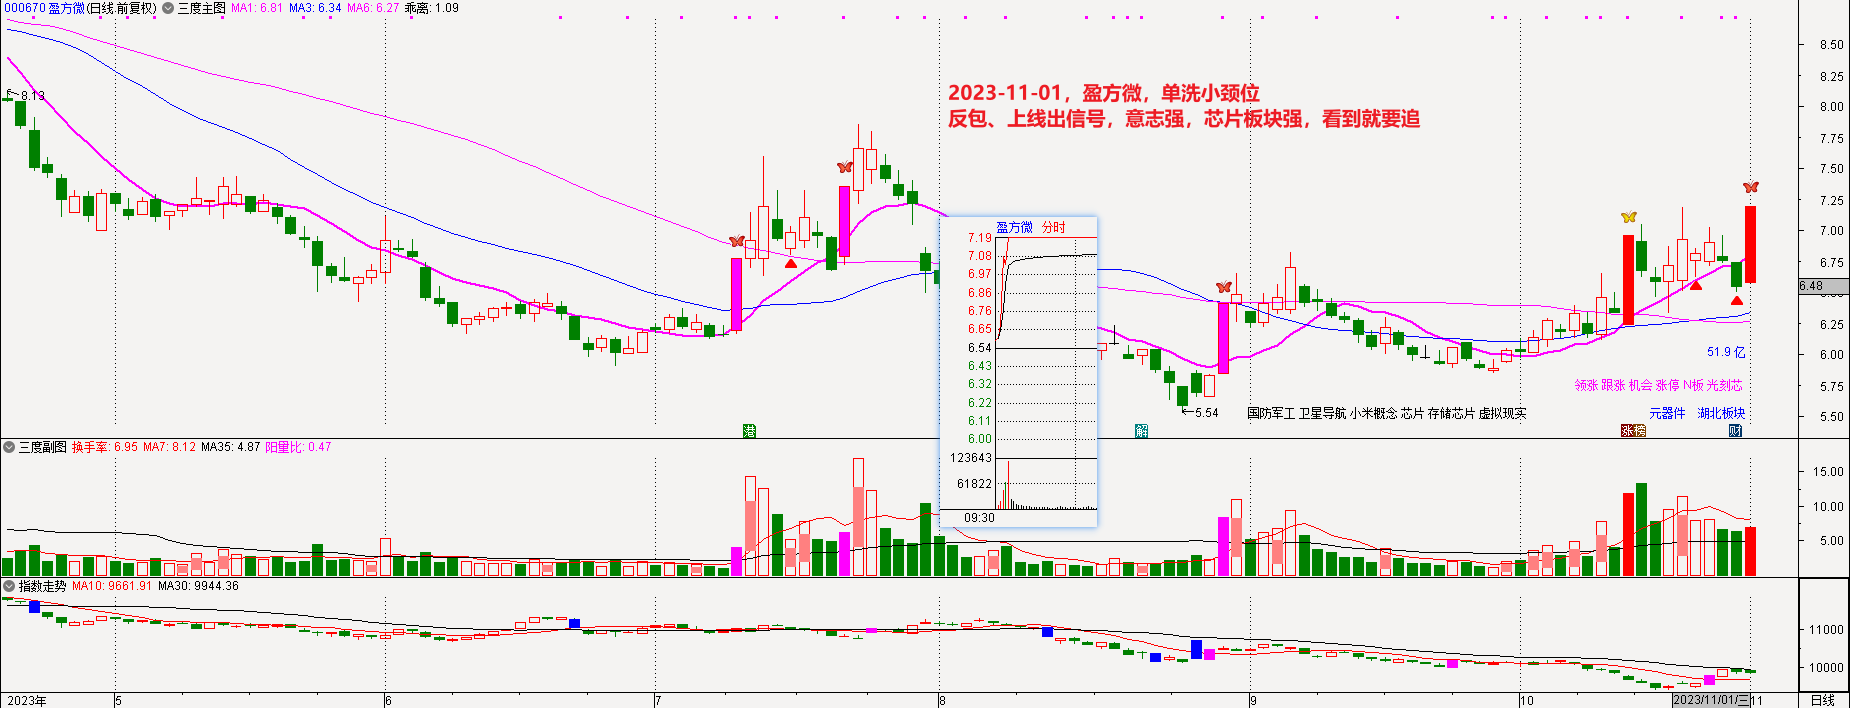 000670 盈方微(日线.前复权) 三度主图 MA1: 6.81 MA3: 6.34 MA6: 6.27 乖离: 1.09
8.50
8.25
8.13
2023-11-01，盈方微，单洗小颈位
8.00
反包、上线出信号，意志强，芯片板块强，看到就要追
7.75
7.50
7.25
盈方微 分时
7.19
7.00
7.08
6.97
6.75
6.86
6.48
6.76
6.65
6.25
6.54
51.9 亿
6.00
6.43
6.32
领涨 跟涨 机会 涨停 N板 光刻芯
5.75
6.22
5.54
国防军工 卫星导航 小米概念 芯片 存储芯片 虚拟现实
元器件 湖北板块
5.50
6.11
港
解
涨榜
财
6.00
三度副图 换手率: 6.95 MA7: 8.12 MA35: 4.87 阳量比: 0.47
123643
15.00
61822
10.00
09:30
5.00
指数走势 MA10: 9661.91 MA30: 9944.36
11000
10000
2023年
5
6
7
8
9
10
2023/11/01/三
11
日线